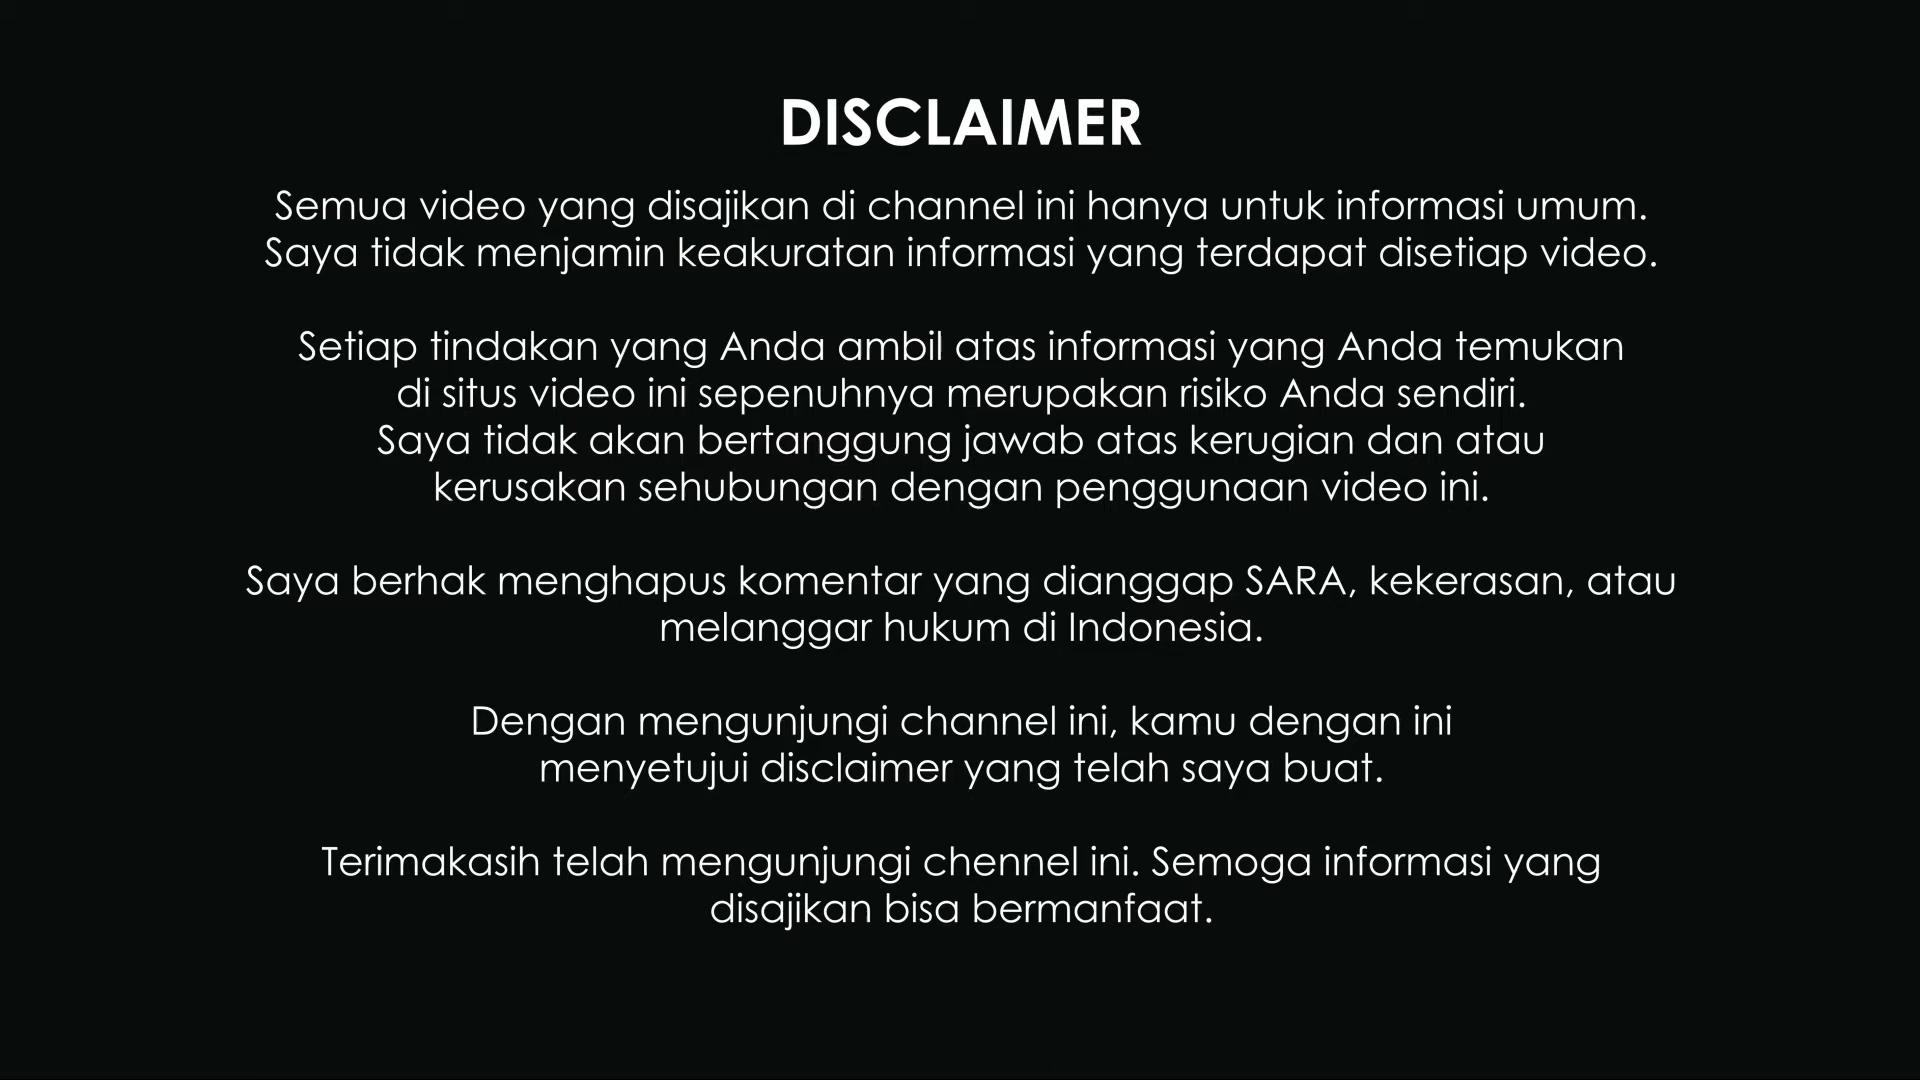 DISCLAIMER
Semua video yang disajikan di channel ini hanya untuk informasi umum.
Saya tidak menjamin keakuratan informasi yang terdapat disetiap video.
Setiap tindakan yang Anda ambil atas informasi yang Anda temukan
di situs video ini sepenuhnya merupakan risiko Anda sendiri.
Saya tidak akan bertanggung jawab atas kerugian dan atau
kerusakan sehubungan dengan penggunaan video ini.
Saya berhak menghapus komentar yang dianggap SARA, kekerasan, atau
melanggar hukum di Indonesia.
Dengan mengunjungi channel ini, kamu dengan ini
menyetujui disclaimer yang telah saya buat.
Terimakasih telah mengunjungi chennel ini. Semoga informasi yang
disajikan bisa bermanfaat.